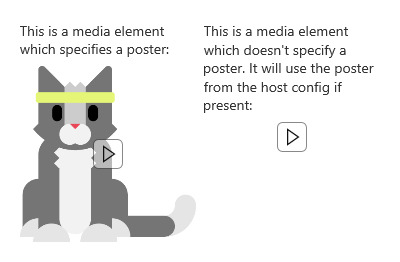 This is a media element
which specifies a poster:
This is a media element
which doesn't specify a
poster. It will use the poster
from the host config if
present: